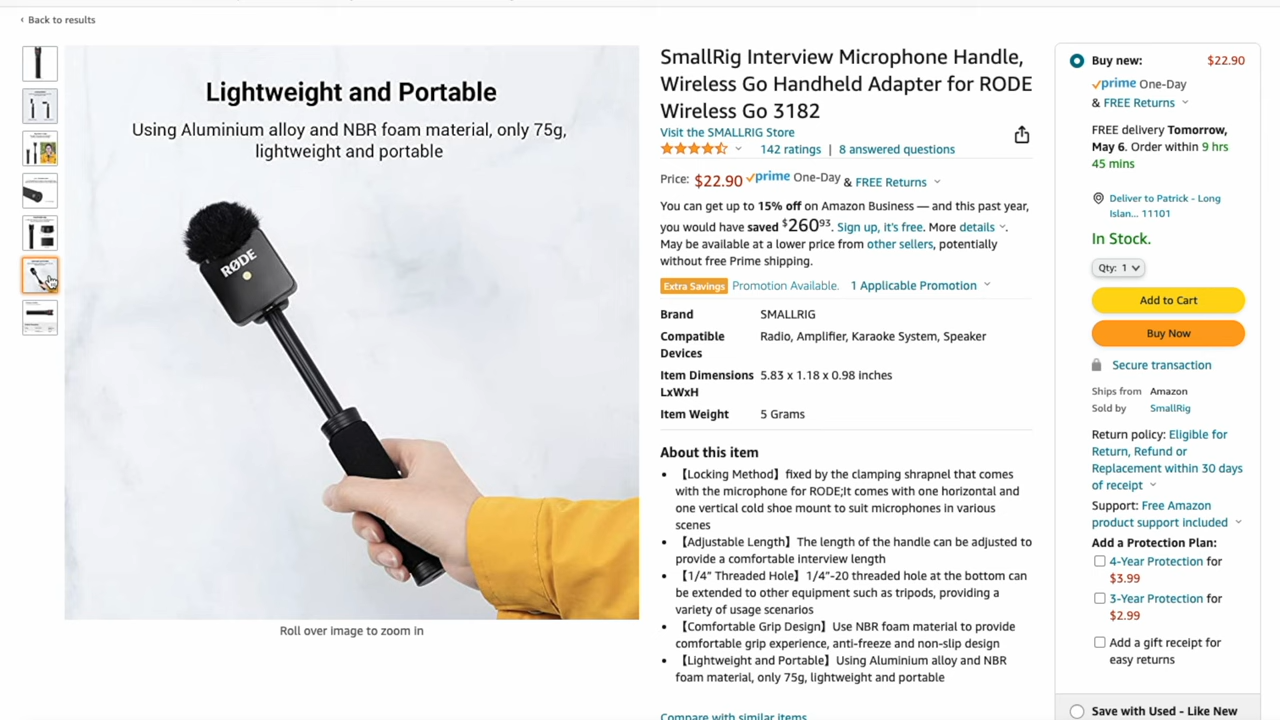 ‹ Back to results
Lightweight and Portable
Using Aluminium alloy and NBR foam material, only 75g,
lightweight and portable
RØDE
Roll over image to zoom in
SmallRig Interview Microphone Handle,
Wireless Go Handheld Adapter for RODE
Wireless Go 3182
Visit the SMALLRIG Store
142 ratings | 8 answered questions
Price: $22.90 prime One-Day & FREE Returns
You can get up to 15% off on Amazon Business — and this past year,
you would have saved $260⁹³. Sign up, it's free. More details
May be available at a lower price from other sellers, potentially
without free Prime shipping.
Extra Savings Promotion Available. 1 Applicable Promotion
Brand SMALLRIG
Compatible Radio, Amplifier, Karaoke System, Speaker
Devices
Item Dimensions 5.83 x 1.18 x 0.98 inches
LxWxH
Item Weight 5 Grams
About this item
• 【Locking Method】fixed by the clamping shrapnel that comes
with the microphone for RODE;It comes with one horizontal and
one vertical cold shoe mount to suit microphones in various
scenes
• 【Adjustable Length】The length of the handle can be adjusted to
provide a comfortable interview length
• 【1/4” Threaded Hole】1/4”-20 threaded hole at the bottom can
be extended to other equipment such as tripods, providing a
variety of usage scenarios
• 【Comfortable Grip Design】Use NBR foam material to provide
comfortable grip experience, anti-freeze and non-slip design
• 【Lightweight and Portable】Using Aluminium alloy and NBR
foam material, only 75g, lightweight and portable
Compare with similar items
Buy new: $22.90
prime One-Day
& FREE Returns
FREE delivery Tomorrow,
May 6. Order within 9 hrs
45 mins
Deliver to Patrick - Long
Islan... 11101
In Stock.
Qty: 1
Add to Cart
Buy Now
Secure transaction
Ships from Amazon
Sold by SmallRig
Return policy: Eligible for
Return, Refund or
Replacement within 30 days
of receipt
Support: Free Amazon
product support included
Add a Protection Plan:
4-Year Protection for
$3.99
3-Year Protection for
$2.99
Add a gift receipt for
easy returns
Save with Used - Like New